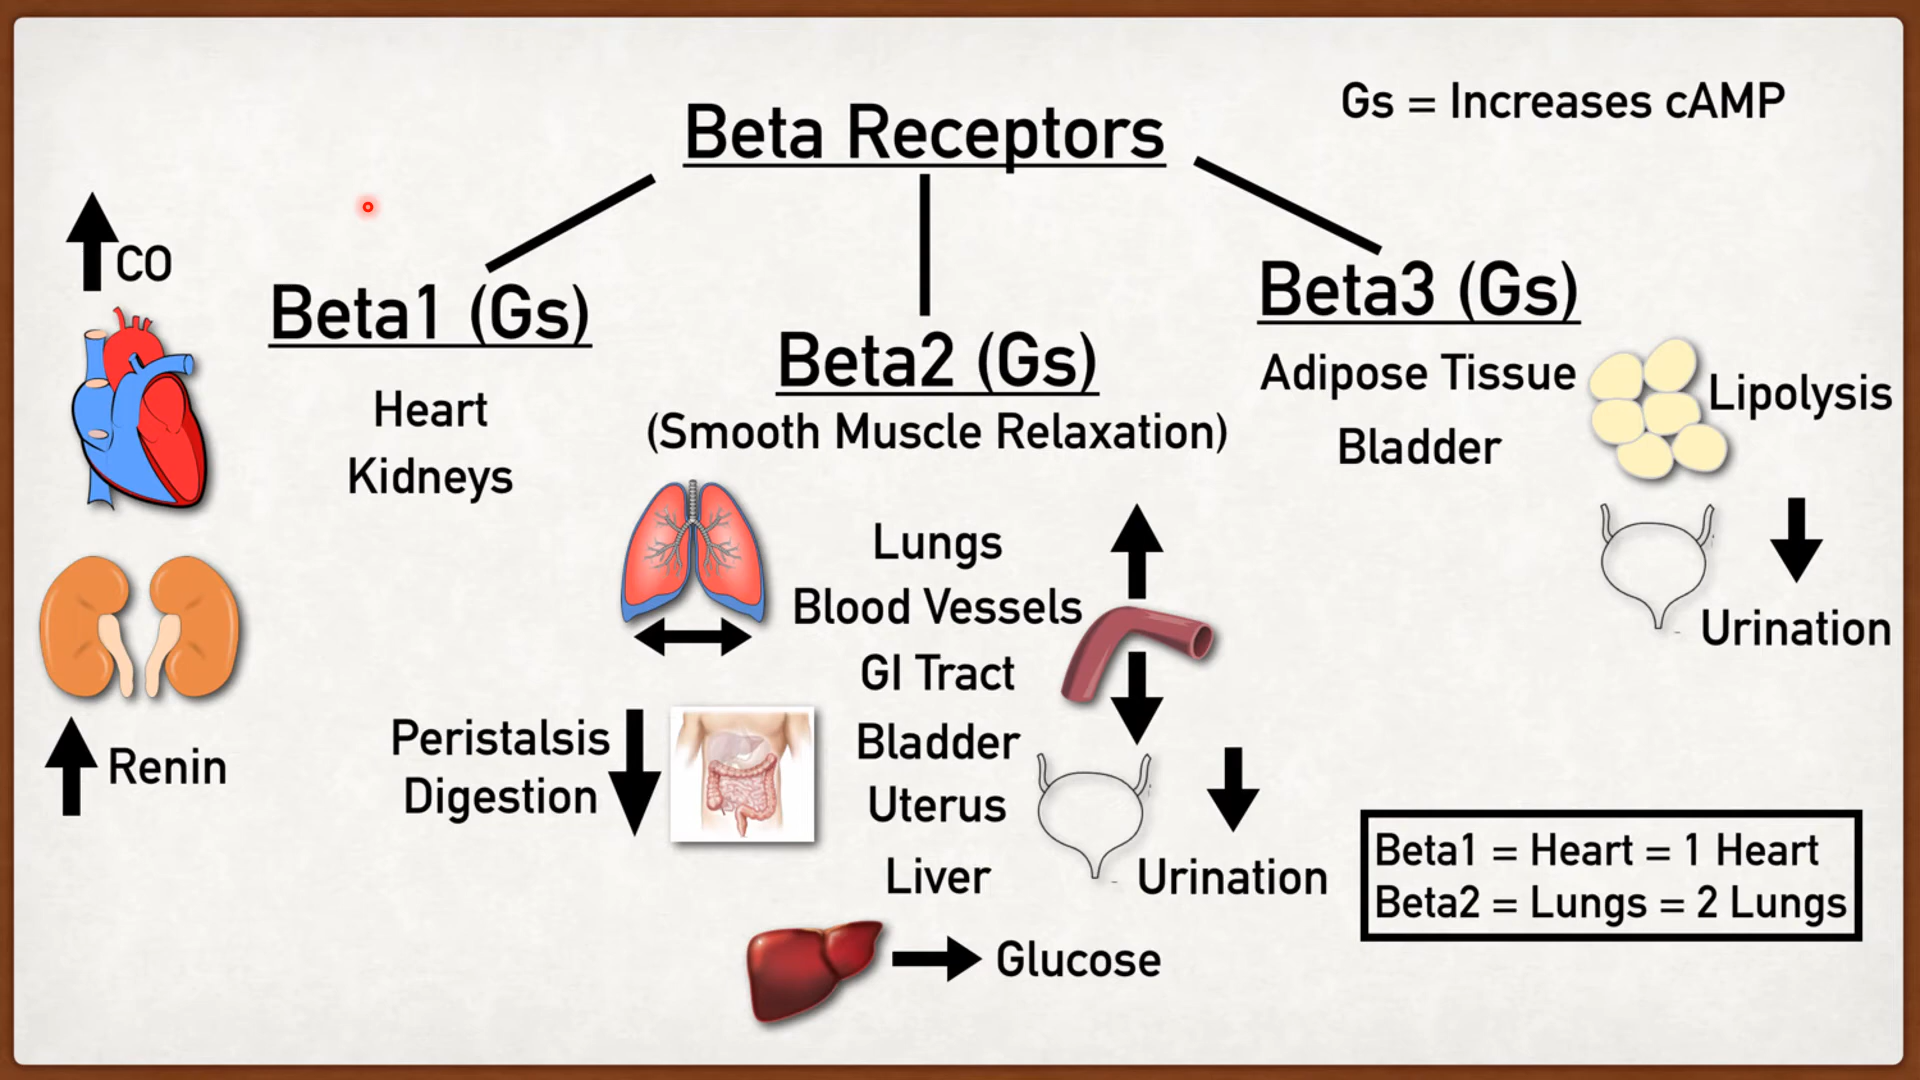 Gs = Increases cAMP
Beta Receptors
CO
Beta1 (Gs)
Heart
Kidneys
Renin
Beta2 (Gs)
(Smooth Muscle Relaxation)
Lungs
Blood Vessels
GI Tract
Bladder
Uterus
Liver
Peristalsis
Digestion
Urination
Glucose
Beta3 (Gs)
Adipose Tissue
Bladder
Lipolysis
Urination
Beta1 = Heart = 1 Heart
Beta2 = Lungs = 2 Lungs